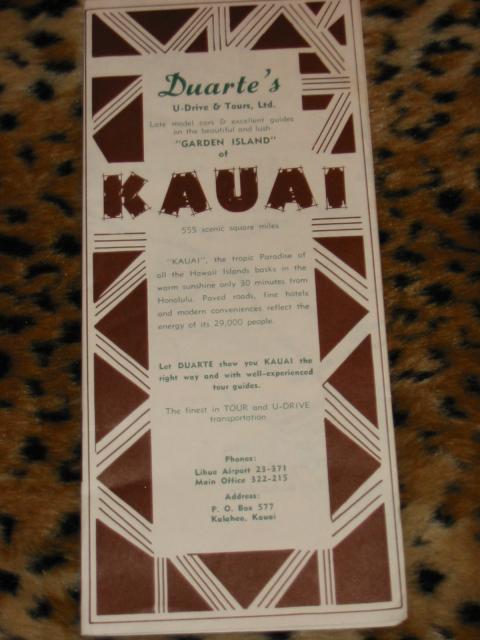 Duarte's
U-Drive & Tours, Ltd.
Late model cars & excellent guides
on the beautiful and lush
"GARDEN ISLAND"
of
KAUAI
555 scenic square miles
"KAUAI", the tropic Paradise of
all the Hawaii Islands basks in the
warm sunshine only 30 minutes from
Honolulu. Paved roads, fine hotels
and modern conveniences reflect the
energy of its 29,000 people.
Let DUARTE show you KAUAI the
right way and with well-experienced
tour guides.
The finest in TOUR and U-DRIVE
transportation
Phones:
Lihue Airport 23-371
Main Office 322-215
Address:
P. O. Box 577
Kalaheo, Kauai